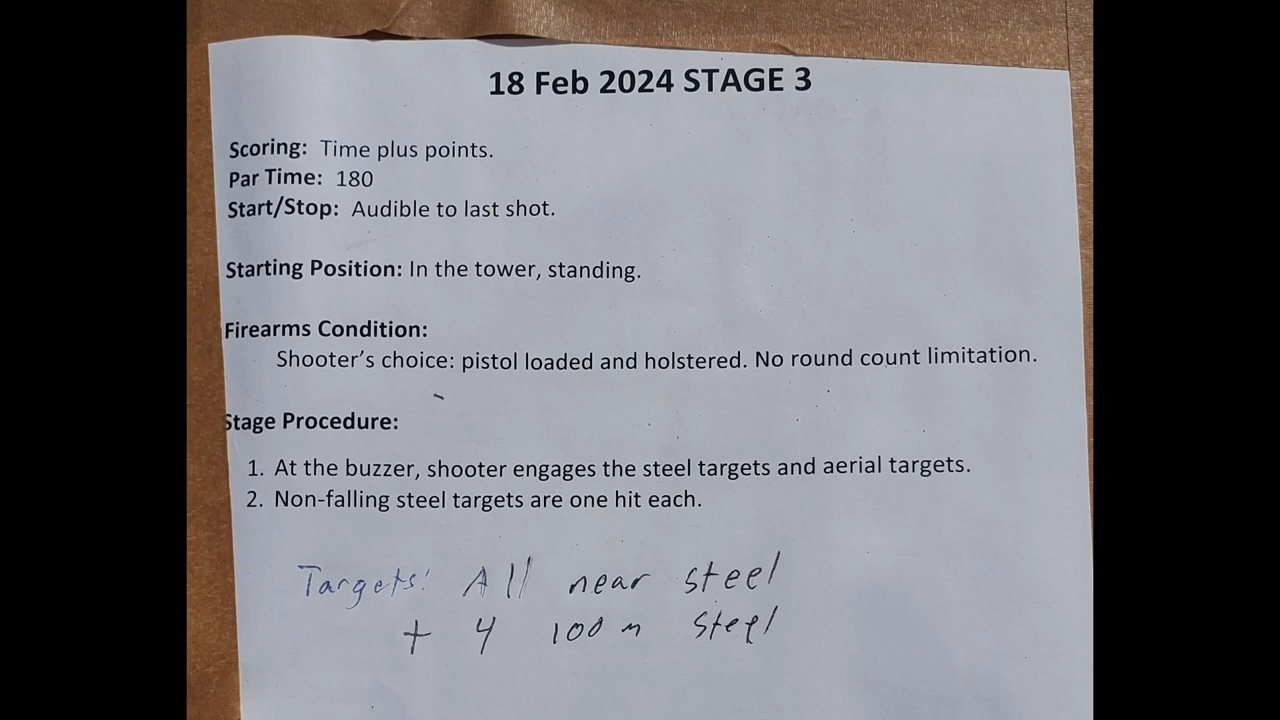 18 Feb 2024 STAGE 3
Scoring: Time plus points.
Par Time: 180
Start/Stop: Audible to last shot.
Starting Position: In the tower, standing.
Firearms Condition:
Shooter’s choice: pistol loaded and holstered. No round count limitation.
Stage Procedure:
1. At the buzzer, shooter engages the steel targets and aerial targets.
2. Non-falling steel targets are one hit each.
Targets: All near steel
+ 4 100 m steel